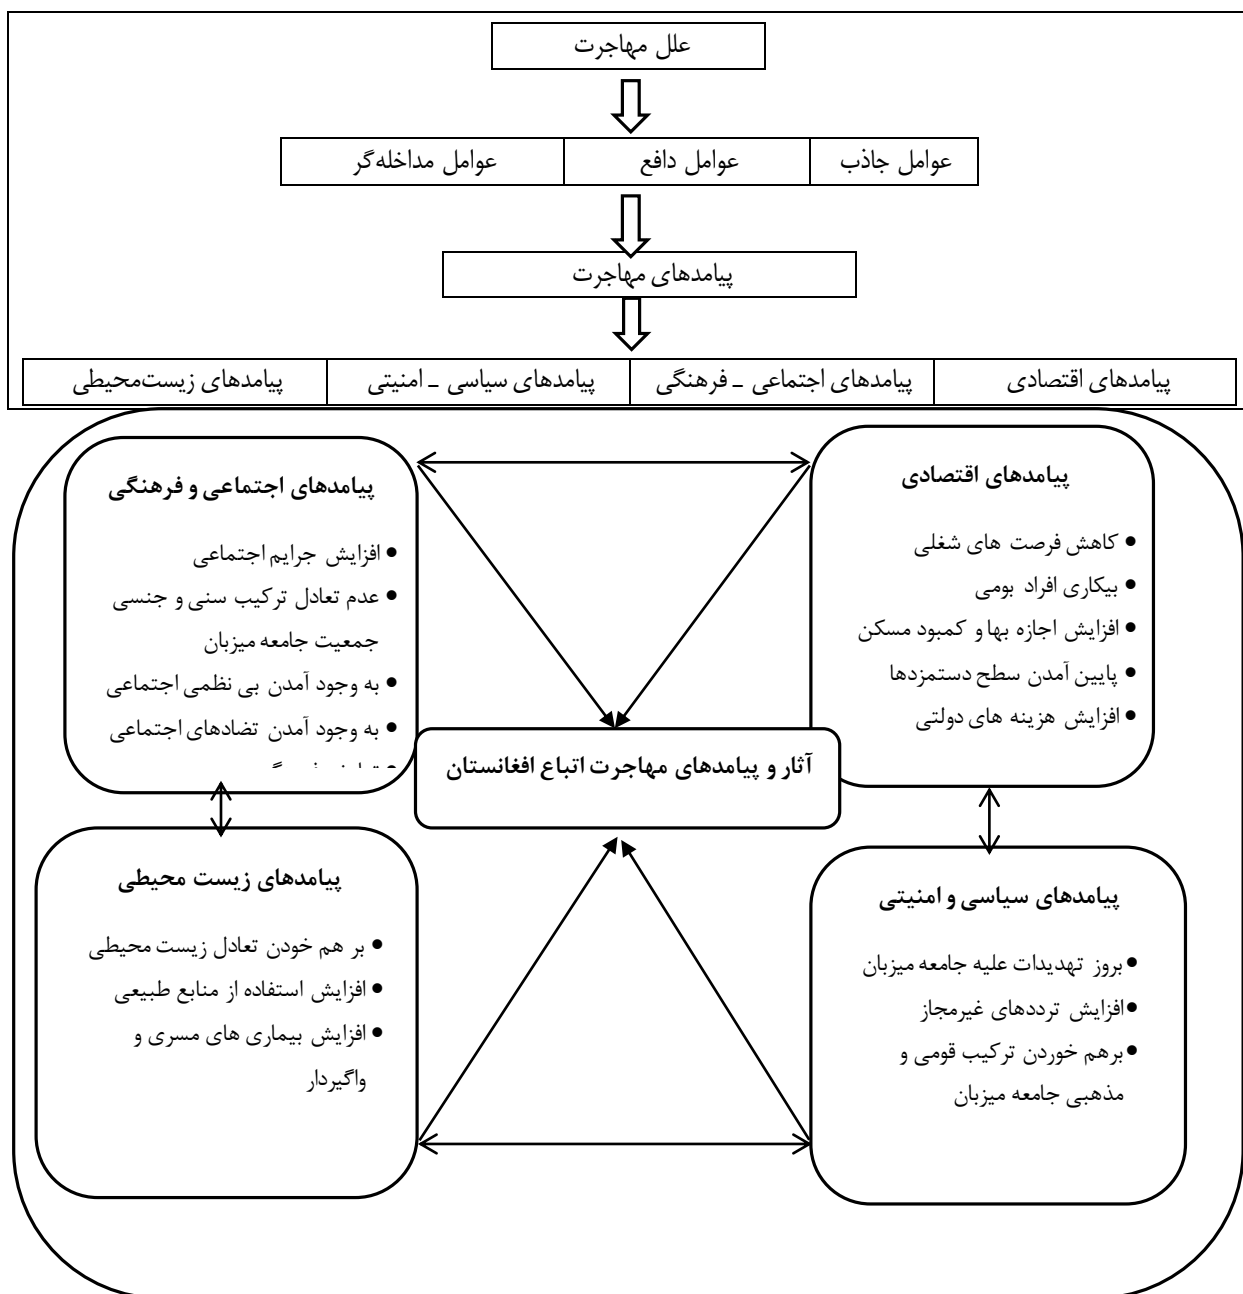 علل مهاجرت
عوامل جاذب
عوامل دافع
عوامل مداخله‌گر
پیامدهای مهاجرت
پیامدهای اقتصادی
پیامدهای اجتماعی ـ فرهنگی
پیامدهای سیاسی ـ امنیتی
پیامدهای زیست‌محیطی
پیامدهای اقتصادی
• کاهش فرصت های شغلی
• بیکاری افراد بومی
• افزایش اجازه بها و کمبود مسکن
• پایین آمدن سطح دستمزدها
• افزایش هزینه های دولتی
پیامدهای اجتماعی و فرهنگی
• افزایش جرایم اجتماعی
• عدم تعادل ترکیب سنی و جنسی
جمعیت جامعه میزبان
• به وجود آمدن بی نظمی اجتماعی
• به وجود آمدن تضادهای اجتماعی
آثار و پیامدهای مهاجرت اتباع افغانستان
پیامدهای سیاسی و امنیتی
• بروز تهدیدات علیه جامعه میزبان
• افزایش ترددهای غیرمجاز
• برهم خوردن ترکیب قومی و
مذهبی جامعه میزبان
پیامدهای زیست محیطی
• بر هم خودن تعادل زیست محیطی
• افزایش استفاده از منابع طبیعی
• افزایش بیماری های مسری و
واگیردار